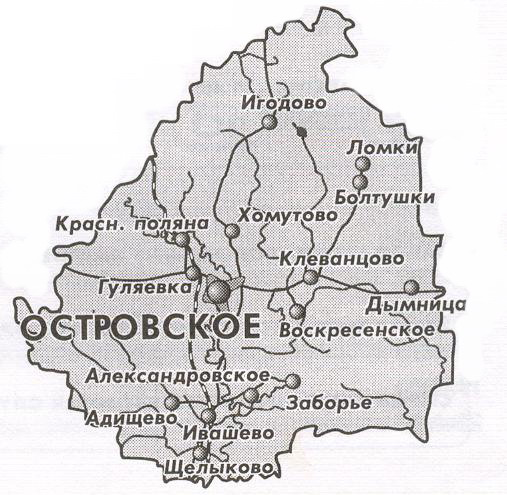 Игодово
Ломки
Болтушки
Хомутово
Красн. поляна
Клеванцово
Гуляевка
Дымница
ОСТРОВСКОЕ
Воскресенское
Александровское
Заборье
Адищево
Ивашево
Щелыково